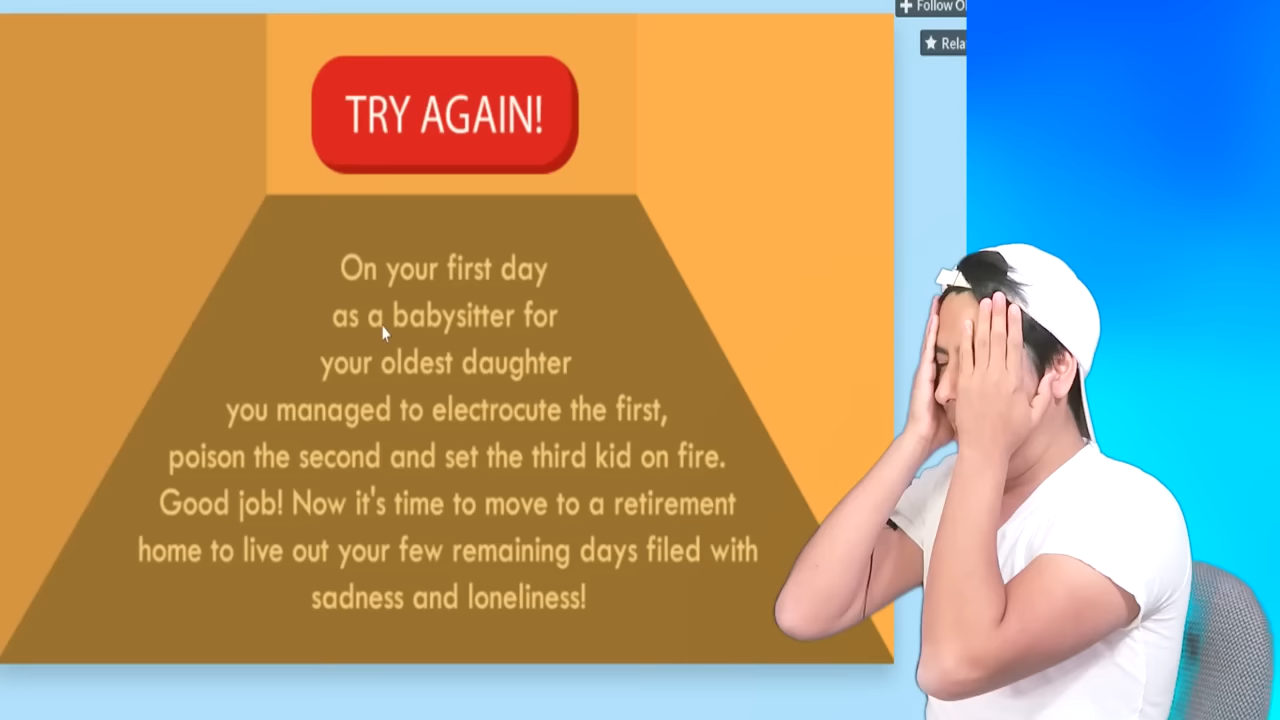 Follow
TRY AGAIN!
On your first day
as a babysitter for
your oldest daughter
you managed to electrocute the first,
poison the second and set the third kid on fire.
Good job! Now it's time to move to a retirement
home to live out your few remaining days filed with
sadness and loneliness!